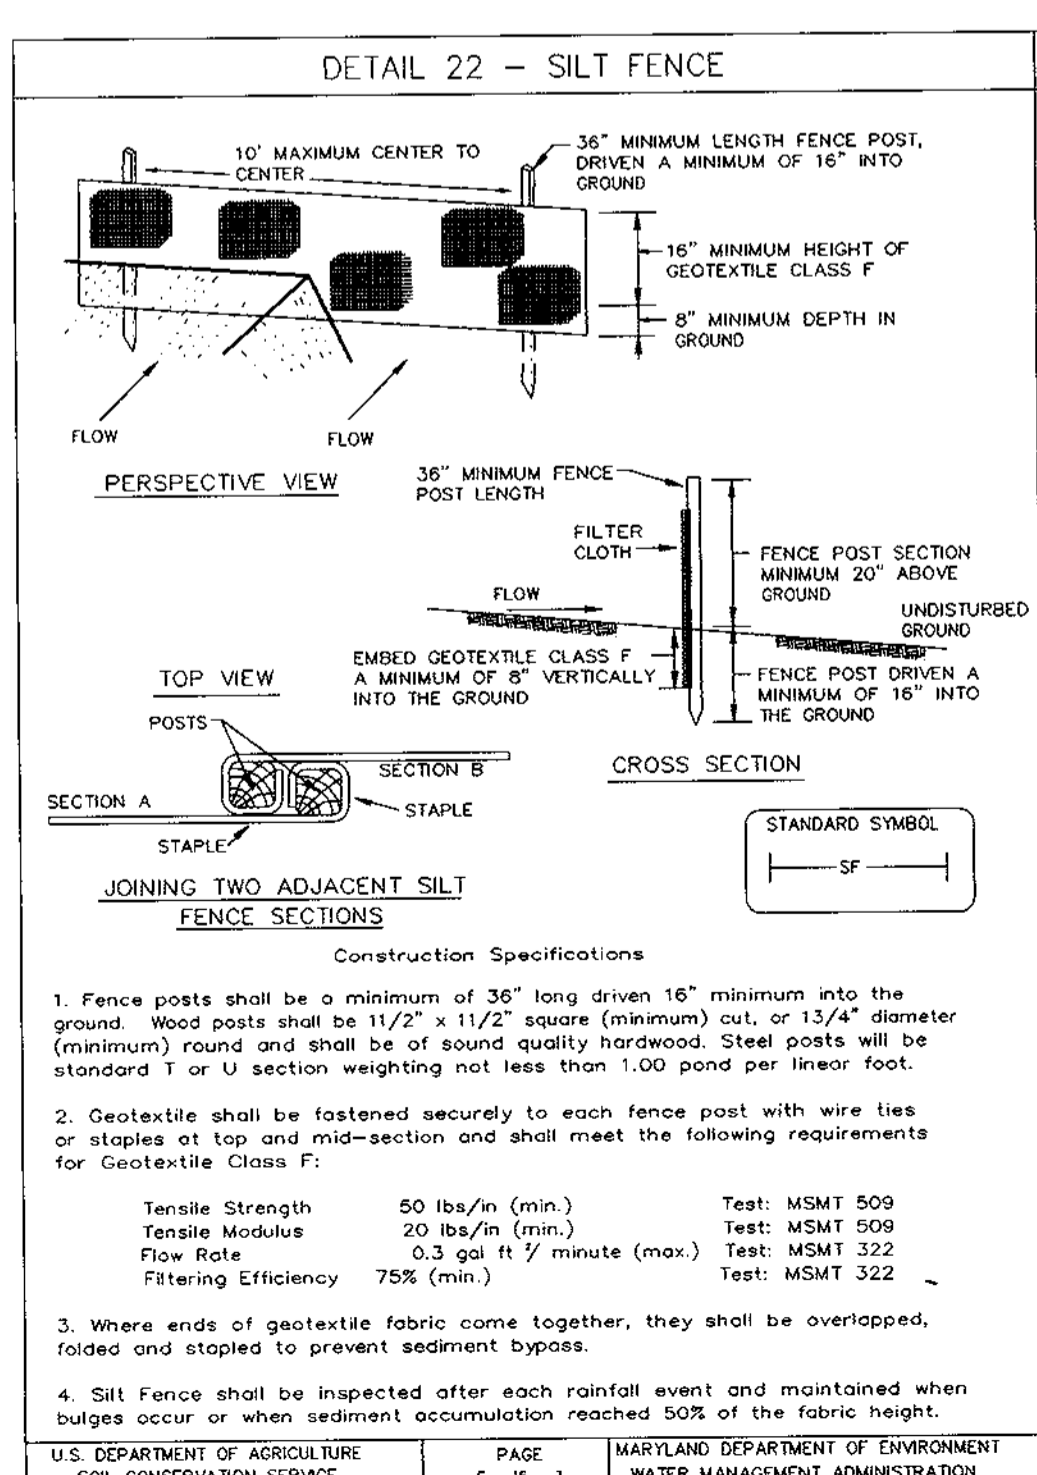 DETAIL 22 – SILT FENCE
10' MAXIMUM CENTER TO
CENTER
36" MINIMUM LENGTH FENCE POST,
DRIVEN A MINIMUM OF 16" INTO
GROUND
16" MINIMUM HEIGHT OF
GEOTEXTILE CLASS F
8" MINIMUM DEPTH IN
GROUND
FLOW
FLOW
PERSPECTIVE VIEW
36" MINIMUM FENCE
POST LENGTH
FILTER
CLOTH
FENCE POST SECTION
MINIMUM 20" ABOVE
GROUND
FLOW
UNDISTURBED
GROUND
EMBED GEOTEXTILE CLASS F
A MINIMUM OF 8" VERTICALLY
INTO THE GROUND
FENCE POST DRIVEN A
MINIMUM OF 16" INTO
THE GROUND
CROSS SECTION
TOP VIEW
POSTS
SECTION B
SECTION A
STAPLE
STAPLE
JOINING TWO ADJACENT SILT
FENCE SECTIONS
STANDARD SYMBOL
SF
Construction Specifications
1. Fence posts shall be a minimum of 36" long driven 16" minimum into the
ground. Wood posts shall be 11/2" x 11/2" square (minimum) cut, or 13/4" diameter
(minimum) round and shall be of sound quality hardwood. Steel posts will be
standard T or U section weighting not less than 1.00 pond per linear foot.
2. Geotextile shall be fastened securely to each fence post with wire ties
or staples at top and mid-section and shall meet the following requirements
for Geotextile Class F:
Tensile Strength 50 lbs/in (min.) Test: MSMT 509
Tensile Modulus 20 lbs/in (min.) Test: MSMT 509
Flow Rate 0.3 gal ft ²/ minute (max.) Test: MSMT 322
Filtering Efficiency 75% (min.) Test: MSMT 322
3. Where ends of geotextile fabric come together, they shall be overlapped,
folded and stapled to prevent sediment bypass.
4. Silt Fence shall be inspected after each rainfall event and maintained when
bulges occur or when sediment accumulation reached 50% of the fabric height.
U.S. DEPARTMENT OF AGRICULTURE
SOIL CONSERVATION SERVICE
PAGE
MARYLAND DEPARTMENT OF ENVIRONMENT
WATER MANAGEMENT ADMINISTRATION